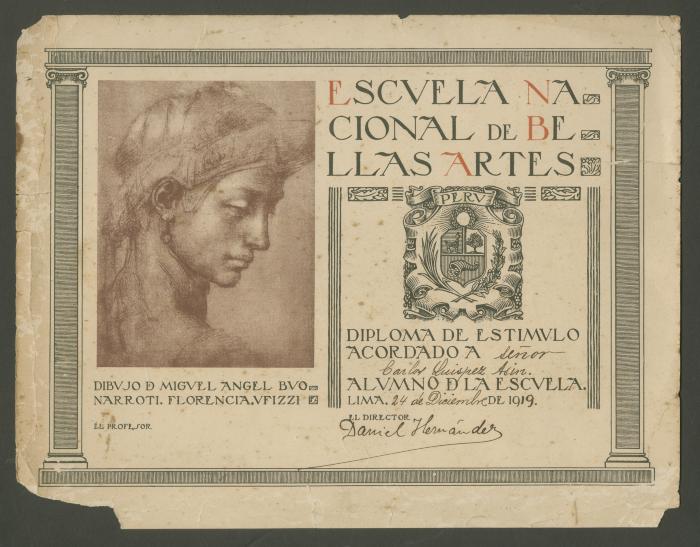 ESCVELA NA-
CIONAL DE BE-
LLAS ARTES
PERV
DIPLOMA DE ESTIMVLO
ACORDADO A señor
Carlos Quispez Asin.
ALVMNO D' LA ESCVELA.
LIMA, 24 de Diciembre DE 1919.
EL DIRECTOR
Daniel Hernández
DIBVJO D MIGVEL ANGEL BVO-
NARROTI. FLORENCIA, VFIZZI
EL PROFESOR